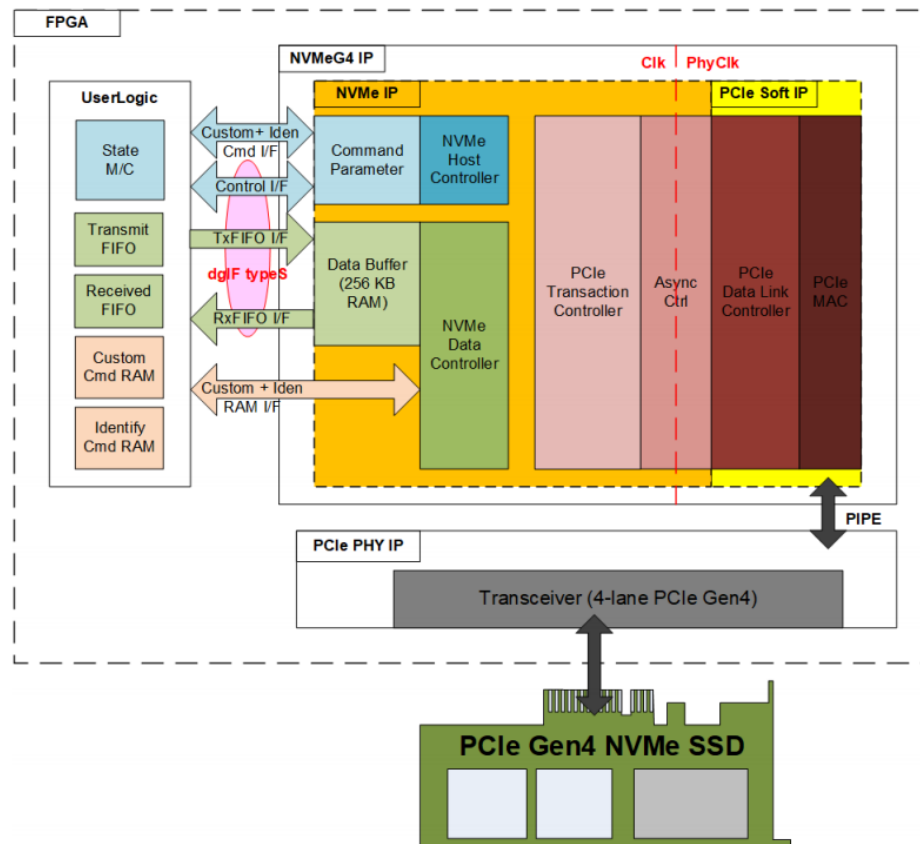 FPGA
NVMeG4 IP
Clk
PhyClk
UserLogic
NVMe IP
PCIe Soft IP
State
M/C
Custom+ Iden
Cmd I/F
Control I/F
Command
Parameter
NVMe
Host
Controller
Transmit
FIFO
TxFIFO I/F
dgIF typeS
Data Buffer
(256 KB
RAM)
PCIe
Transaction
Controller
Async
Ctrl
PCIe
Data Link
Controller
PCIe
MAC
Received
FIFO
RxFIFO I/F
NVMe
Data
Controller
Custom
Cmd RAM
Custom + Iden
RAM I/F
Identify
Cmd RAM
PIPE
PCIe PHY IP
Transceiver (4-lane PCIe Gen4)
PCIe Gen4 NVMe SSD